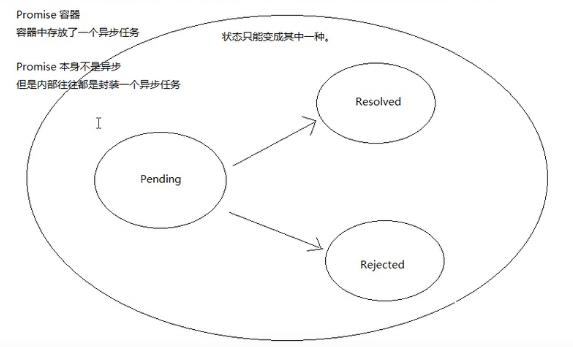 Promise 容器
容器中存放了一个异步任务
状态只能变成其中一种。
Promise 本身不是异步
但是内部往往都是封装一个异步任务
Resolved
Pending
Rejected